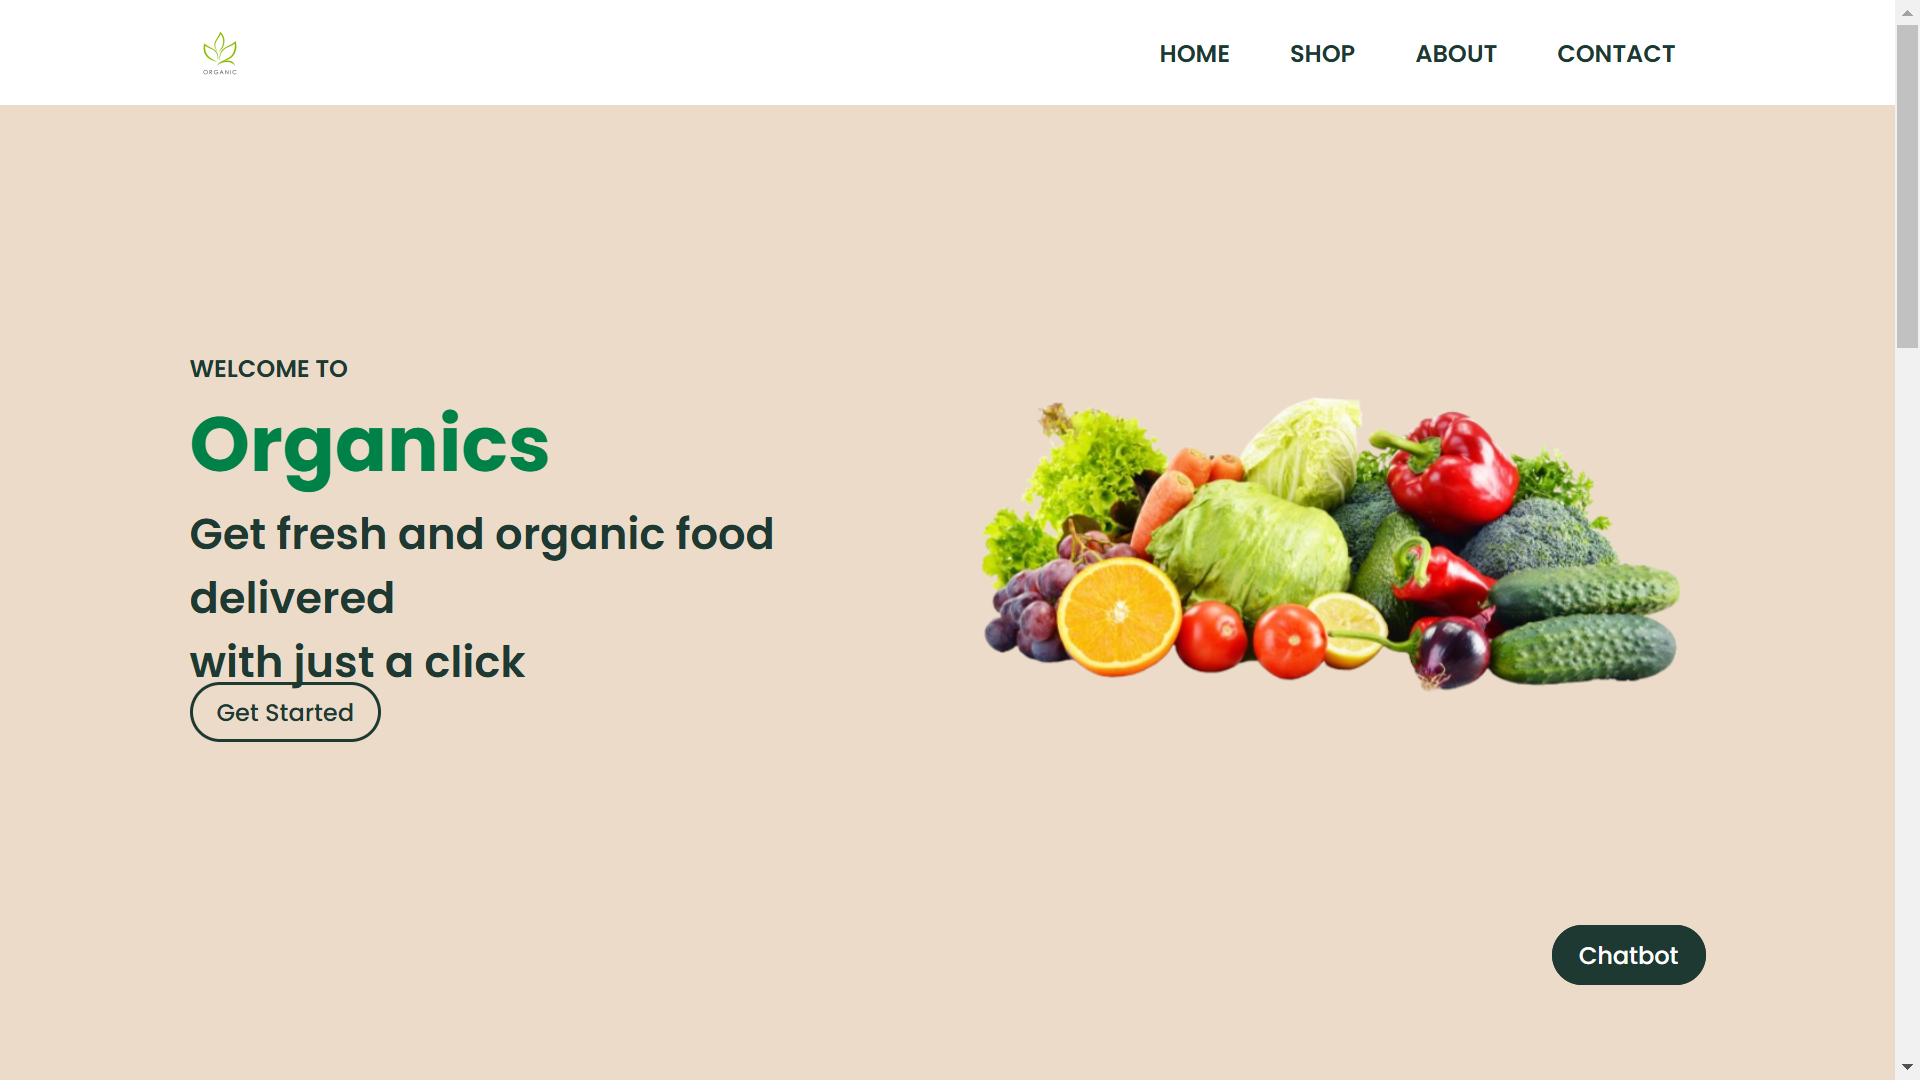 ORGANIC
HOME SHOP ABOUT CONTACT
WELCOME TO
Organics
Get fresh and organic food
delivered
with just a click
Get Started
Chatbot